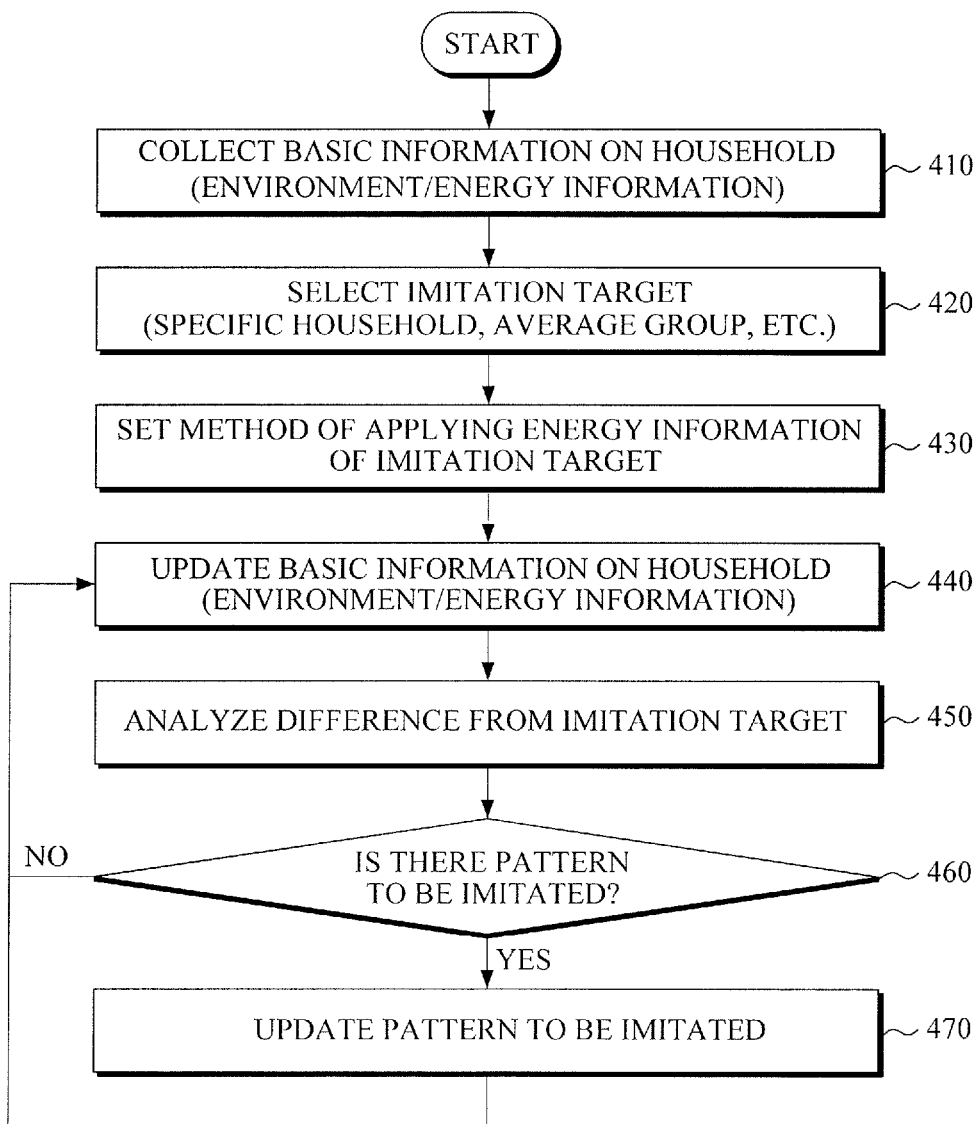 START
COLLECT BASIC INFORMATION ON HOUSEHOLD
(ENVIRONMENT/ENERGY INFORMATION)
410
SELECT IMITATION TARGET
(SPECIFIC HOUSEHOLD, AVERAGE GROUP, ETC.)
420
SET METHOD OF APPLYING ENERGY INFORMATION
OF IMITATION TARGET
430
UPDATE BASIC INFORMATION ON HOUSEHOLD
(ENVIRONMENT/ENERGY INFORMATION)
440
ANALYZE DIFFERENCE FROM IMITATION TARGET
450
NO
IS THERE PATTERN
TO BE IMITATED?
460
YES
UPDATE PATTERN TO BE IMITATED
470